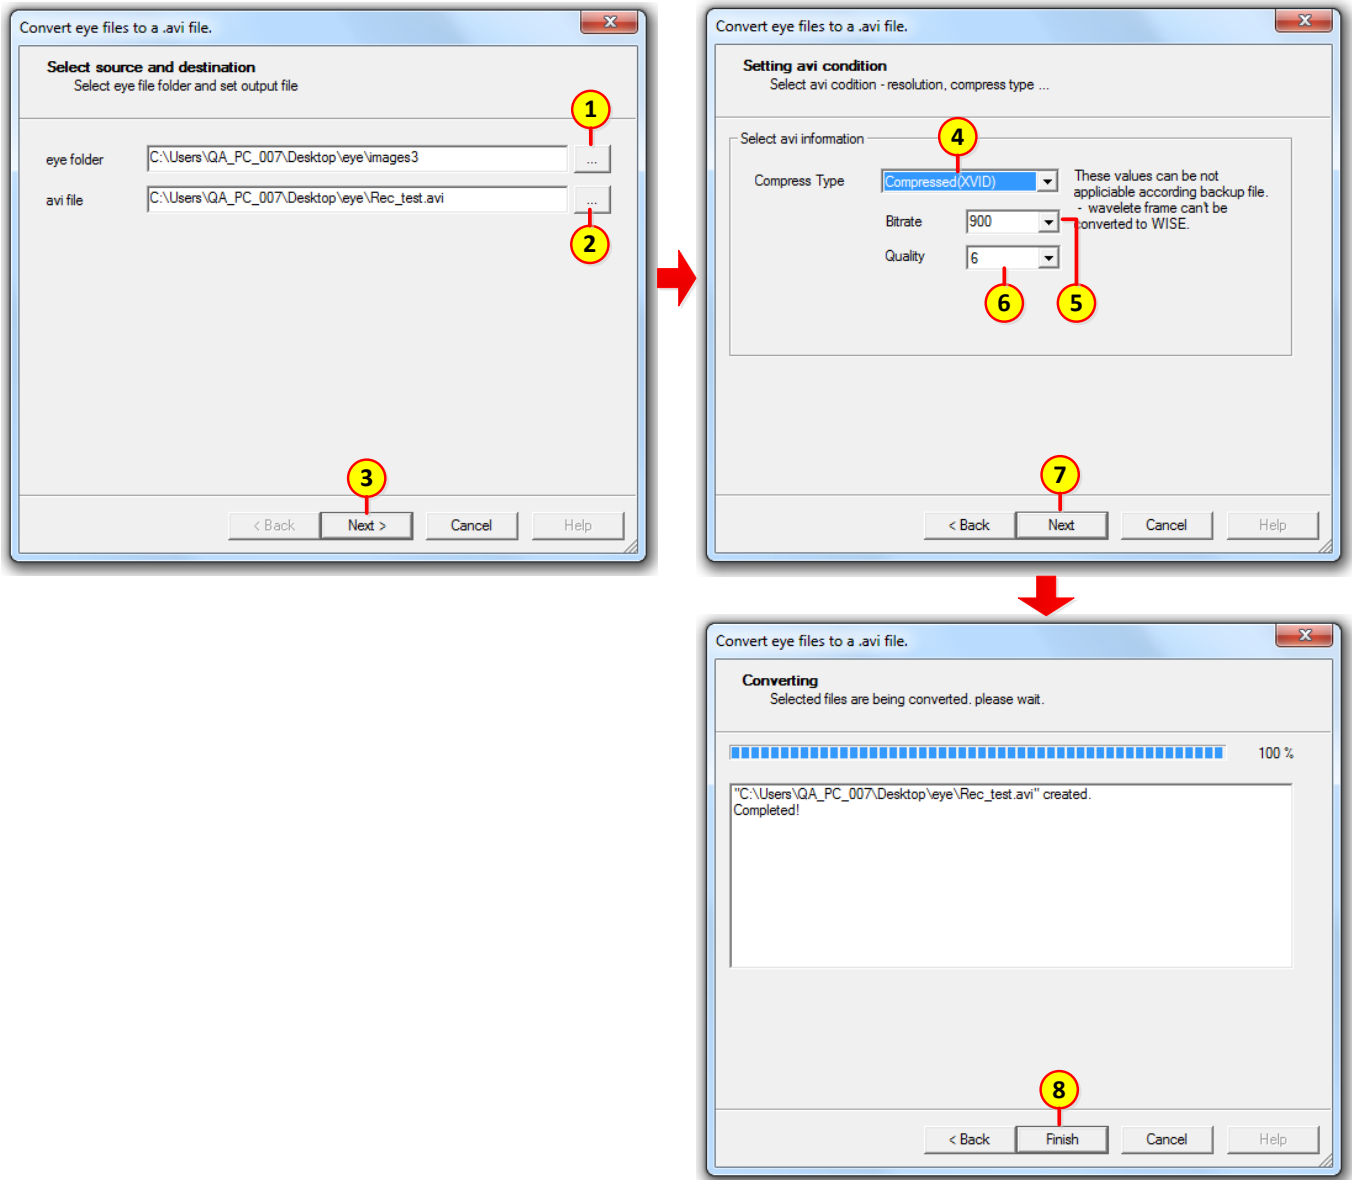 Convert eye files to a .avi file.
Select source and destination
Select eye file folder and set output file
1
eye folder
C:\Users\QA_PC_007\Desktop\eye\images3
...
avi file
C:\Users\QA_PC_007\Desktop\eye\Rec_test.avi
...
2
3
< Back
Next >
Cancel
Help
Convert eye files to a .avi file.
Setting avi condition
Select avi codition - resolution, compress type ...
Select avi information
4
Compress Type
Compressed(XVID)
These values can be not
appliciable according backup file.
- wavelete frame can't be
converted to WISE.
Bitrate
900
Quality
6
6
5
7
< Back
Next
Cancel
Help
Convert eye files to a .avi file.
Converting
Selected files are being converted. please wait.
100 %
"C:\Users\QA_PC_007\Desktop\eye\Rec_test.avi" created.
Completed!
8
< Back
Finish
Cancel
Help